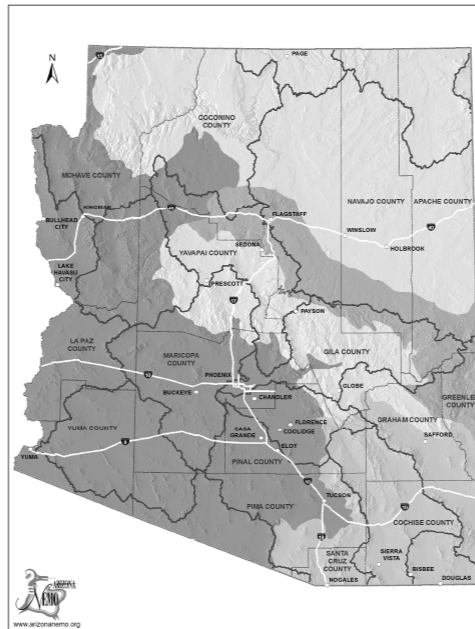 PAGE
N
COCONINO
COUNTY
MOHAVE COUNTY
NAVAJO COUNTY
APACHE COUNTY
KINGMAN
BULLHEAD
CITY
FLAGSTAFF
WINSLOW
HOLBROOK
SEDONA
YAVAPAI COUNTY
LAKE
HAVASU
CITY
PRESCOTT
PAYSON
LA PAZ
COUNTY
MARICOPA
COUNTY
GILA COUNTY
PHOENIX
GLOBE
CHANDLER
BUCKEYE
GREENLE
GRAHAM COUNTY
YUMA COUNTY
FLORENCE
COOLIDGE
CASA
GRANDE
ELOY
SAFFORD
YUMA
PINAL COUNTY
TUCSON
PIMA COUNTY
COCHISE COUNTY
SANTA
CRUZ
COUNTY
SIERRA
VISTA
BISBEE
NOGALES
DOUGLAS
ARIZONA
NEMO
www.arizonanemo.org